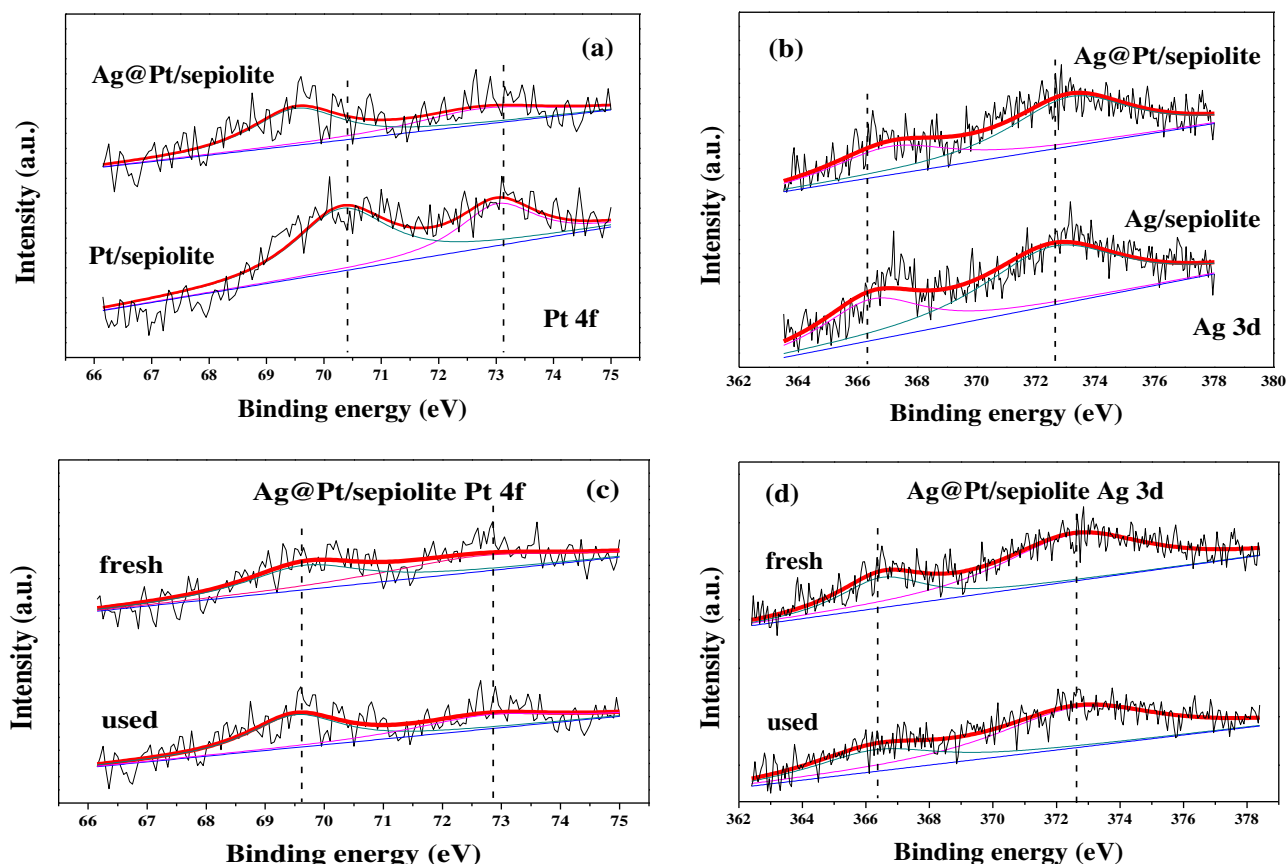 (a)
Ag@Pt/sepiolite
Pt/sepiolite
Pt 4f
Intensity (a.u.)
66 67 68 69 70 71 72 73 74 75
Binding energy (eV)
(b)
Ag@Pt/sepiolite
Ag/sepiolite
Ag 3d
Intensity (a.u.)
362 364 366 368 370 372 374 376 378 380
Binding energy (eV)
Ag@Pt/sepiolite Pt 4f (c)
fresh
used
Intensity (a.u.)
66 67 68 69 70 71 72 73 74 75
Binding energy (eV)
(d) Ag@Pt/sepiolite Ag 3d
fresh
used
Intensity (a.u.)
362 364 366 368 370 372 374 376 378
Binding energy (eV)